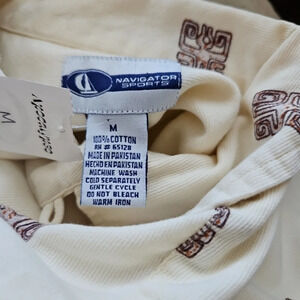 NAVIGATOR
SPORTS
M
100% COTTON
RN # 65128
MADE IN PAKISTAN
HECHO EN PAKISTAN
MACHINE WASH
COLD SEPARATELY
GENTLE CYCLE
DO NOT BLEACH
WARM IRON
M